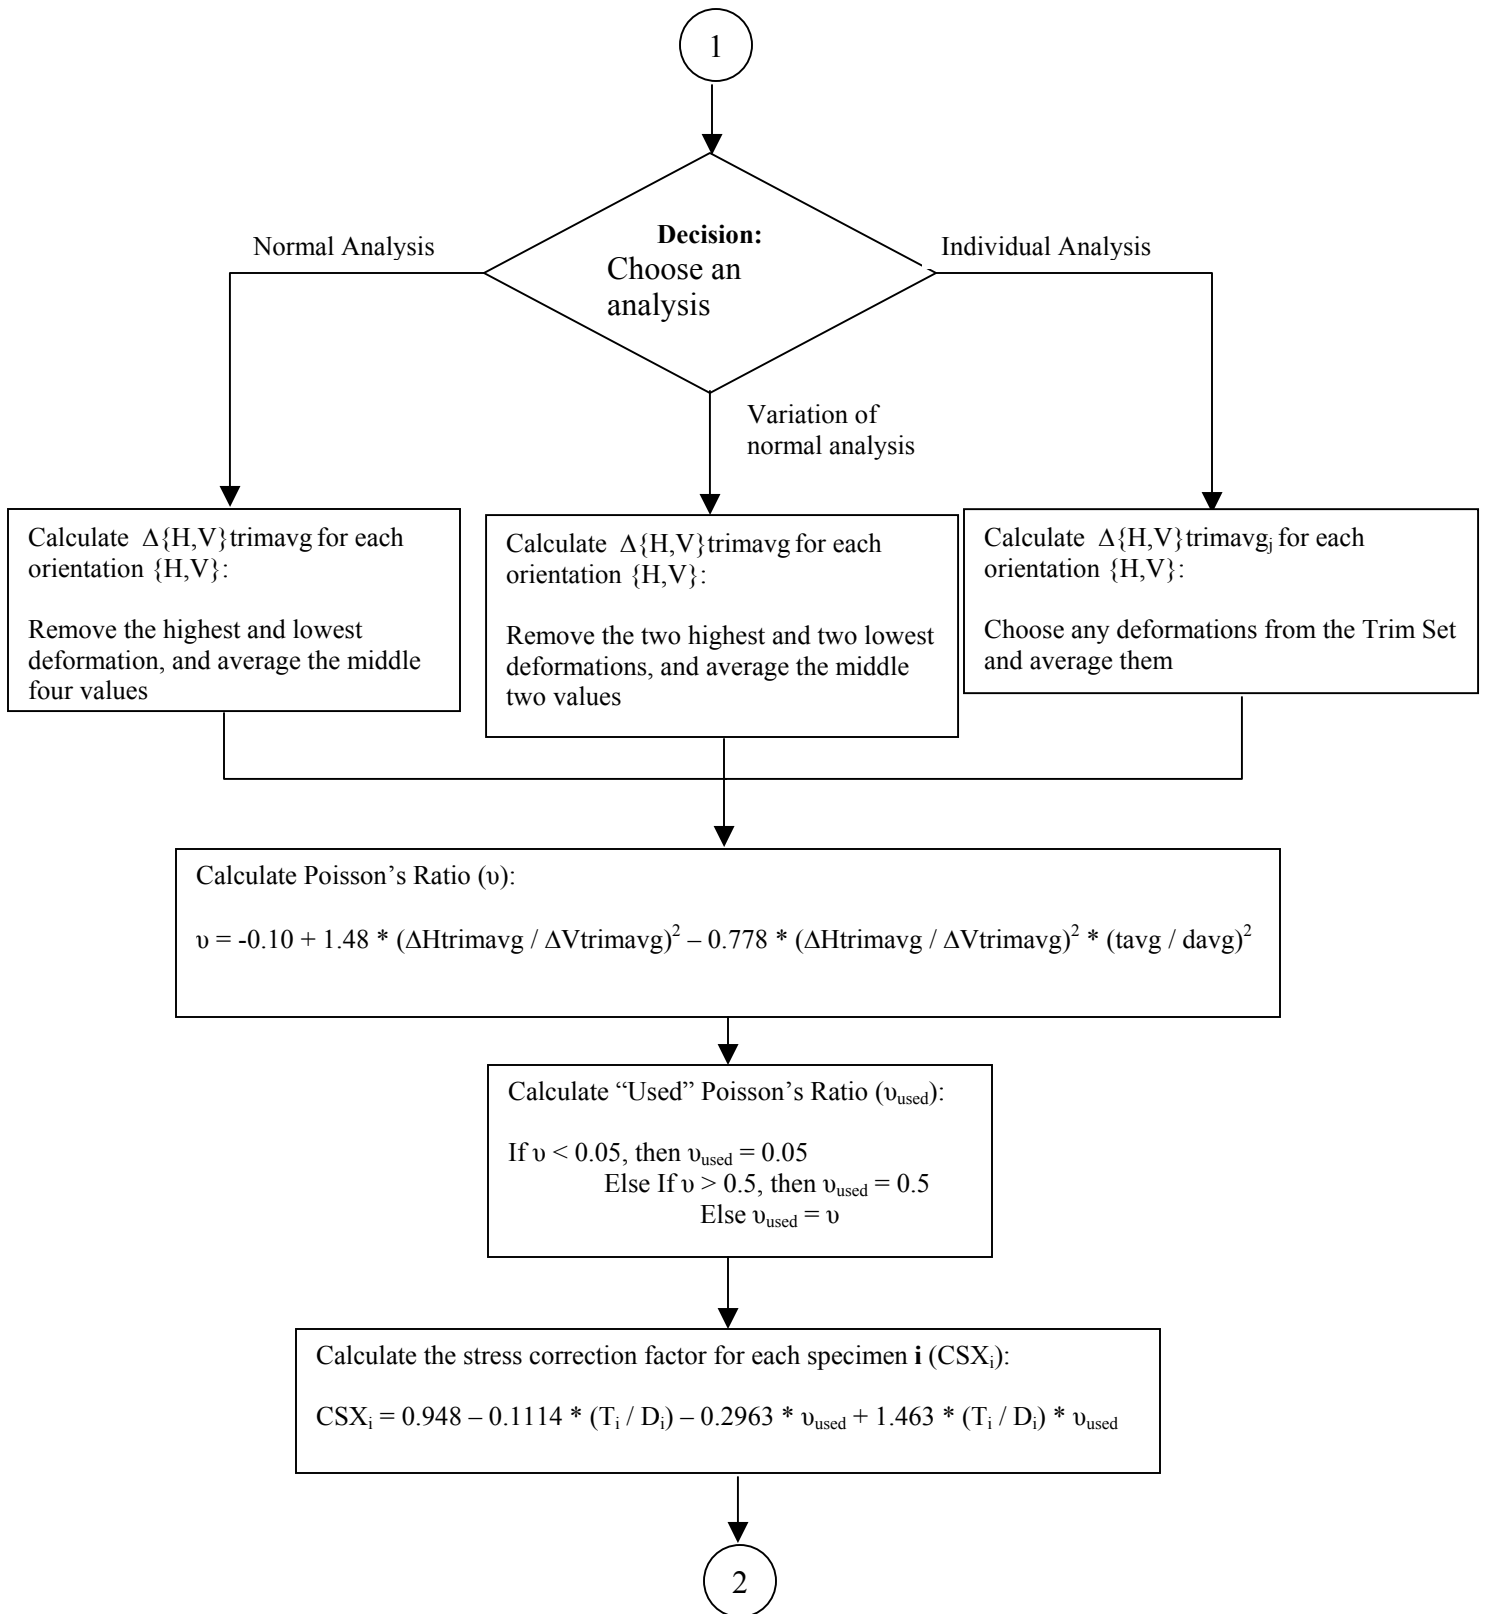 1
Decision:
Choose an
analysis
Normal Analysis
Individual Analysis
Variation of
normal analysis
Calculate Δ{H,V}trimavg for each
orientation {H,V}:
Remove the highest and lowest
deformation, and average the middle
four values
Calculate Δ{H,V}trimavg for each
orientation {H,V}:
Remove the two highest and two lowest
deformations, and average the middle
two values
Calculate Δ{H,V}trimavgⱼ for each
orientation {H,V}:
Choose any deformations from the Trim Set
and average them
Calculate Poisson’s Ratio (υ):
υ = -0.10 + 1.48 * (ΔHtrimavg / ΔVtrimavg)² – 0.778 * (ΔHtrimavg / ΔVtrimavg)² * (tavg / davg)²
Calculate “Used” Poisson’s Ratio (υused):
If υ < 0.05, then υused = 0.05
Else If υ > 0.5, then υused = 0.5
Else υused = υ
Calculate the stress correction factor for each specimen i (CSXᵢ):
CSXᵢ = 0.948 – 0.1114 * (Tᵢ / Dᵢ) – 0.2963 * υused + 1.463 * (Tᵢ / Dᵢ) * υused
2